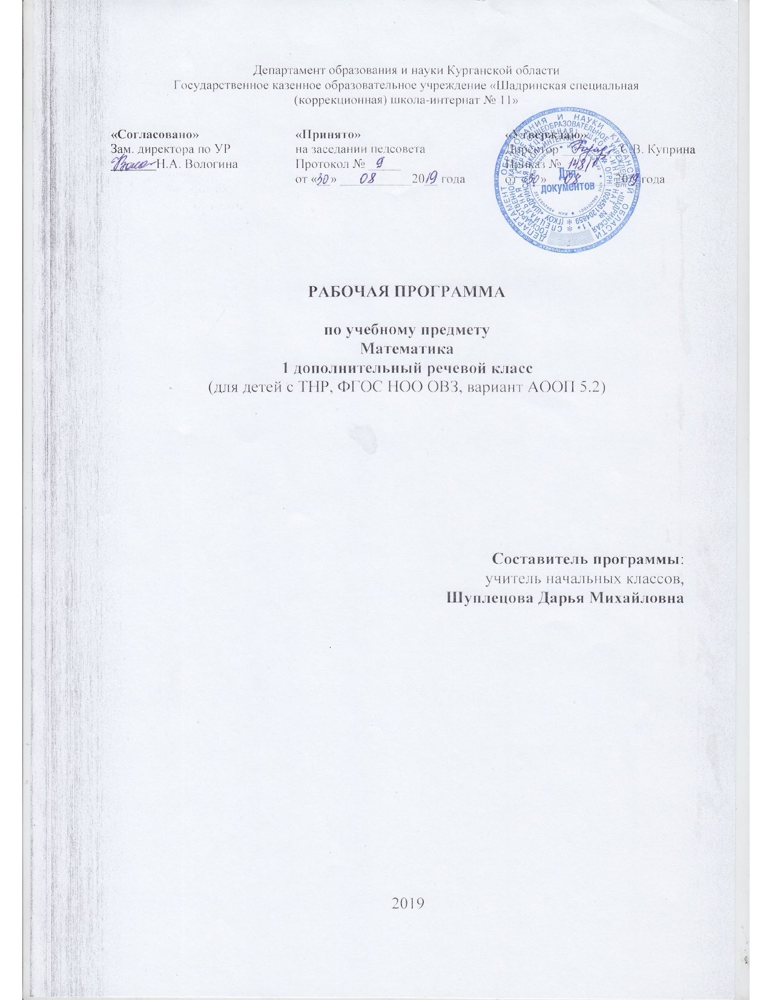 Департамент образования и науки Курганской области
Государственное казенное образовательное учреждение «Шадринская специальная
(коррекционная) школа-интернат № 11»
«Согласовано»
Зам. директора по УР
Н.А. Вологина
«Принято»
на заседании педсовета
Протокол № 9
от «30» 08 2019 года
«Утверждаю»
Директор С.В. Куприна
Приказ № 148/1
от «30» 08 2019 года
Для
документов
РАБОЧАЯ ПРОГРАММА
по учебному предмету
Математика
1 дополнительный речевой класс
(для детей с ТНР, ФГОС НОО ОВЗ, вариант АООП 5.2)
Составитель программы:
учитель начальных классов,
Шуплецова Дарья Михайловна
2019